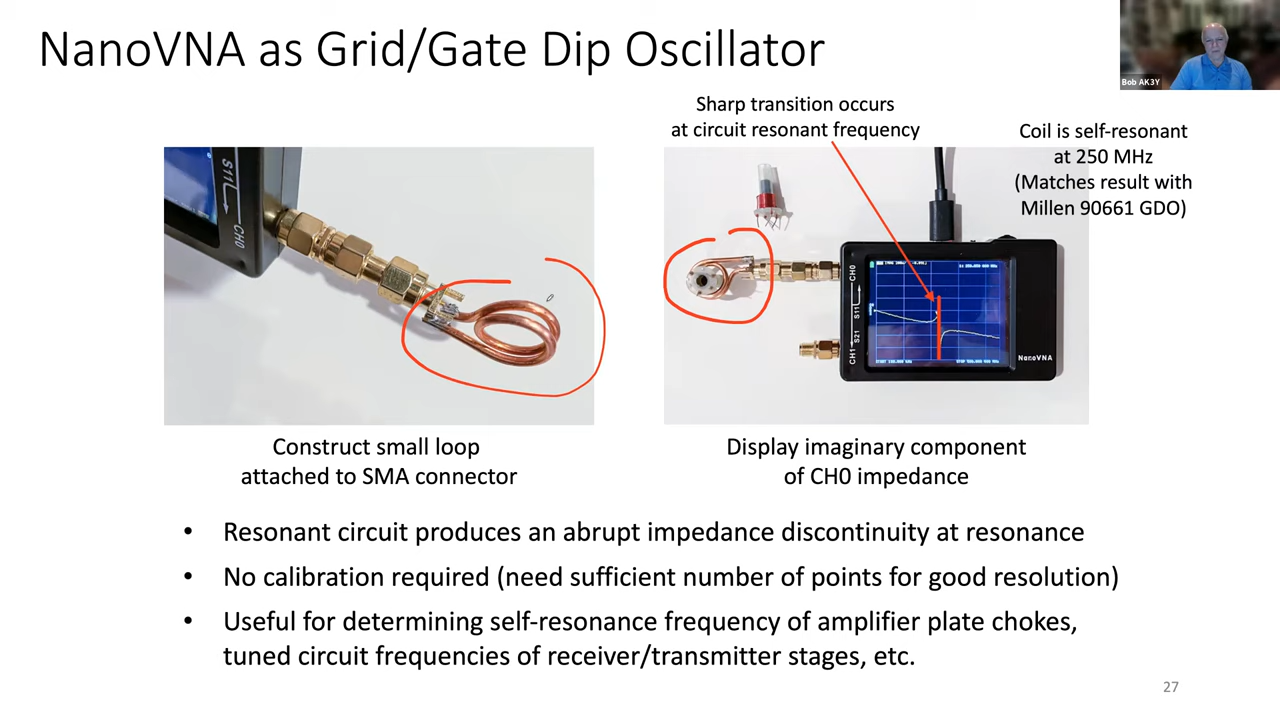 NanoVNA as Grid/Gate Dip Oscillator
Bob AK3Y
Sharp transition occurs
at circuit resonant frequency
Coil is self-resonant
at 250 MHz
(Matches result with
Millen 90661 GDO)
S11
CH0
CH0
S11
S21
CH1
NanoVNA
Construct small loop
attached to SMA connector
Display imaginary component
of CH0 impedance
• Resonant circuit produces an abrupt impedance discontinuity at resonance
• No calibration required (need sufficient number of points for good resolution)
• Useful for determining self-resonance frequency of amplifier plate chokes,
tuned circuit frequencies of receiver/transmitter stages, etc.
27